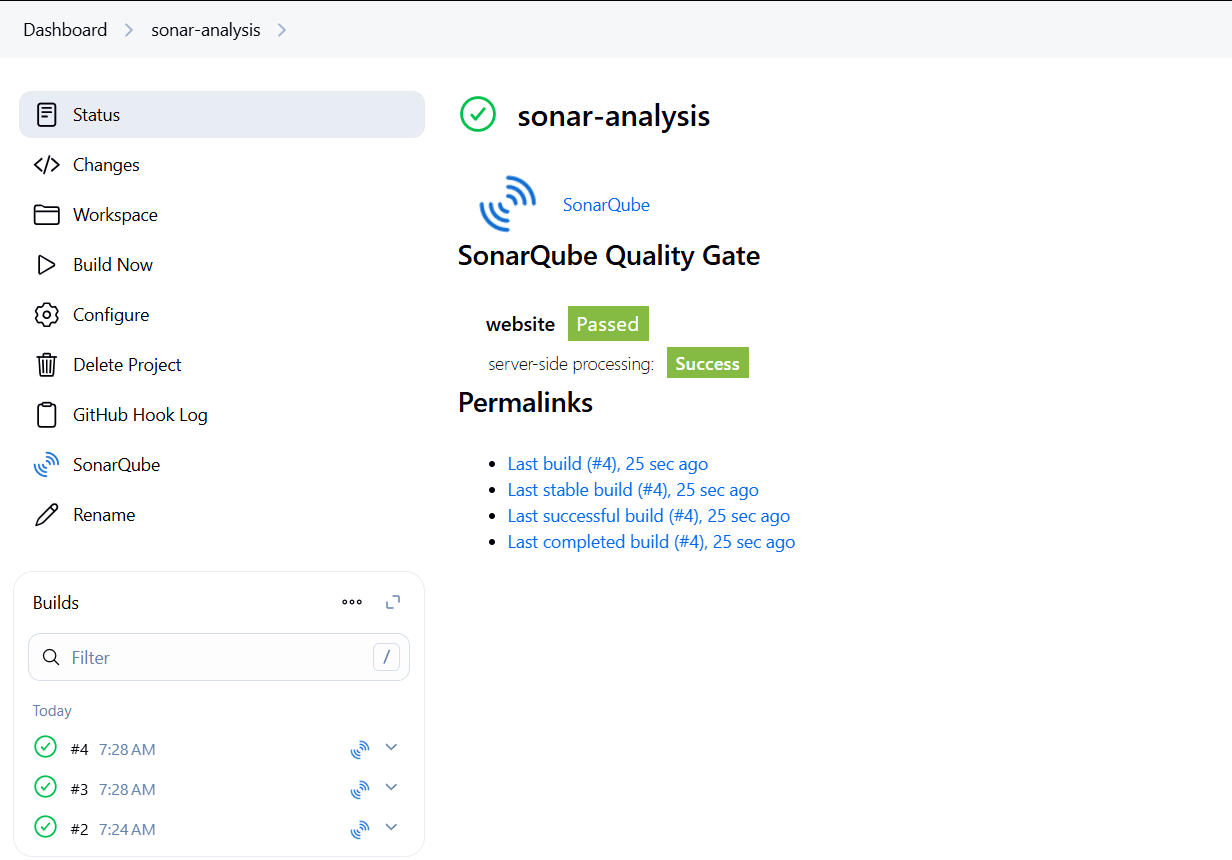 Dashboard
sonar-analysis
Status
Changes
Workspace
Build Now
Configure
Delete Project
GitHub Hook Log
SonarQube
Rename
Builds
Filter
/
Today
#4 7:28 AM
#3 7:28 AM
#2 7:24 AM
sonar-analysis
SonarQube
SonarQube Quality Gate
website Passed
server-side processing: Success
Permalinks
Last build (#4), 25 sec ago
Last stable build (#4), 25 sec ago
Last successful build (#4), 25 sec ago
Last completed build (#4), 25 sec ago